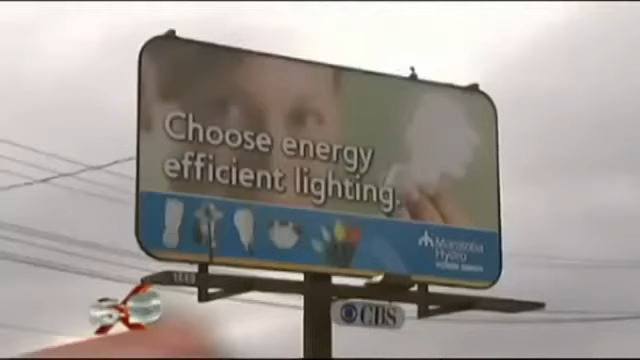 Choose energy
efficient lighting.
Manitoba
Hydro
CBS